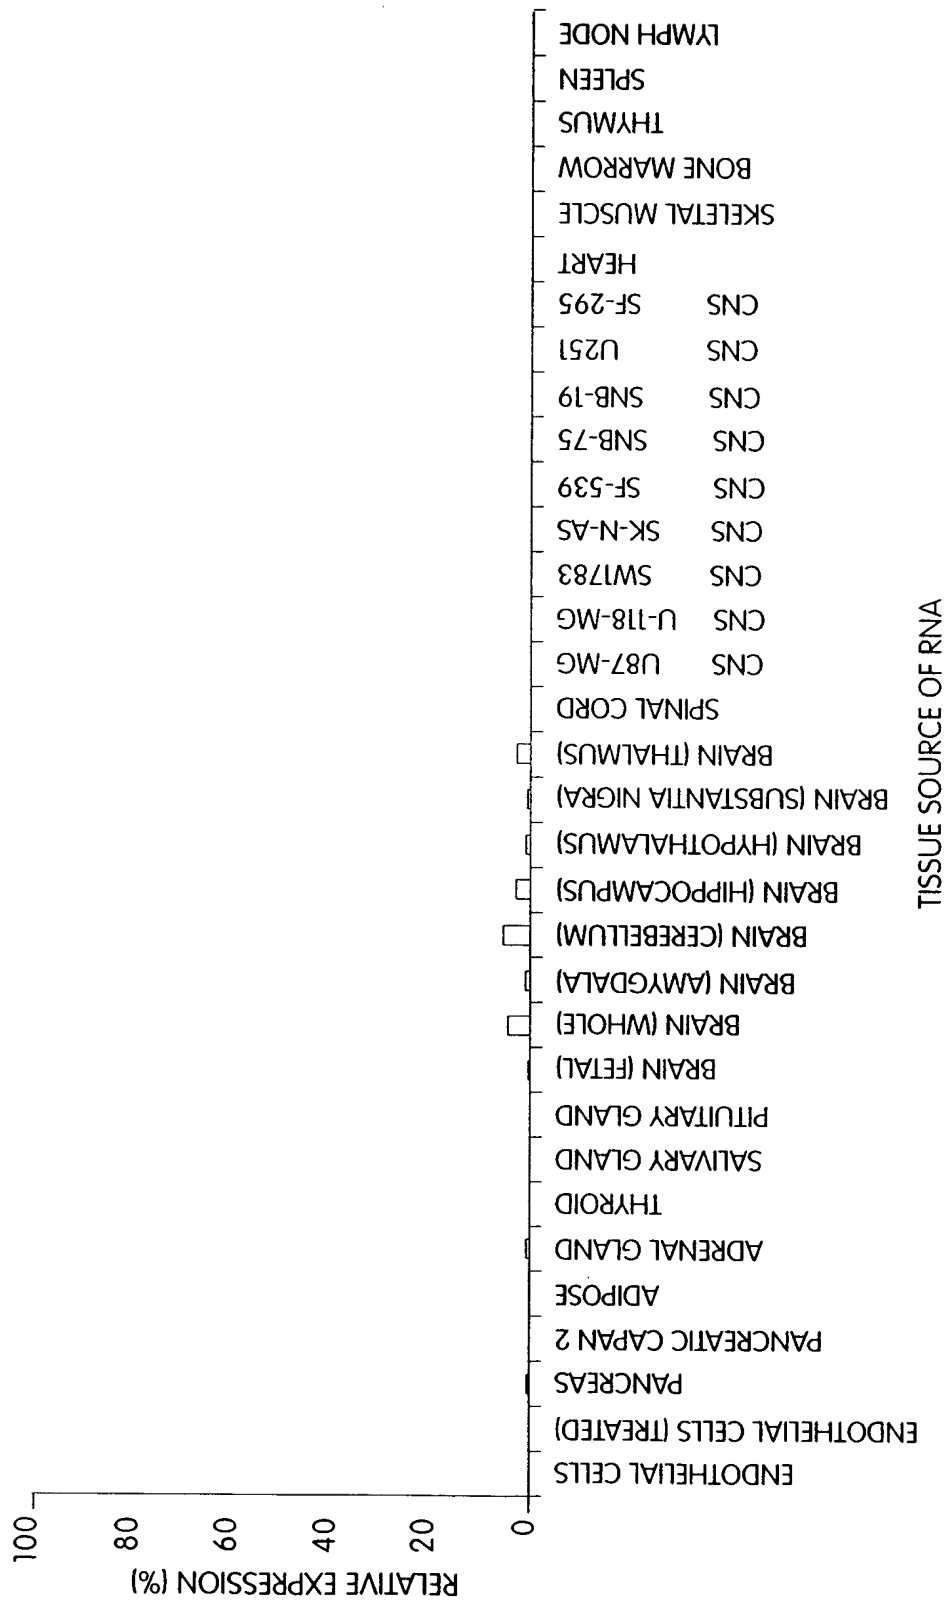 RELATIVE EXPRESSION (%)
100
80
60
40
20
0
ENDOTHELIAL CELLS
ENDOTHELIAL CELLS (TREATED)
PANCREAS
PANCREATIC CAPAN 2
ADIPOSE
ADRENAL GLAND
THYROID
SALIVARY GLAND
PITUITARY GLAND
BRAIN (FETAL)
BRAIN (WHOLE)
BRAIN (AMYGDALA)
BRAIN (CEREBELLUM)
BRAIN (HIPPOCAMPUS)
BRAIN (HYPOTHALAMUS)
BRAIN (SUBSTANTIA NIGRA)
BRAIN (THALMUS)
SPINAL CORD
CNS U87-MG
CNS U-118-MG
CNS SW1783
CNS SK-N-AS
CNS SF-539
CNS SNB-75
CNS SNB-19
CNS U251
CNS SF-295
HEART
SKELETAL MUSCLE
BONE MARROW
THYMUS
SPLEEN
LYMPH NODE
TISSUE SOURCE OF RNA